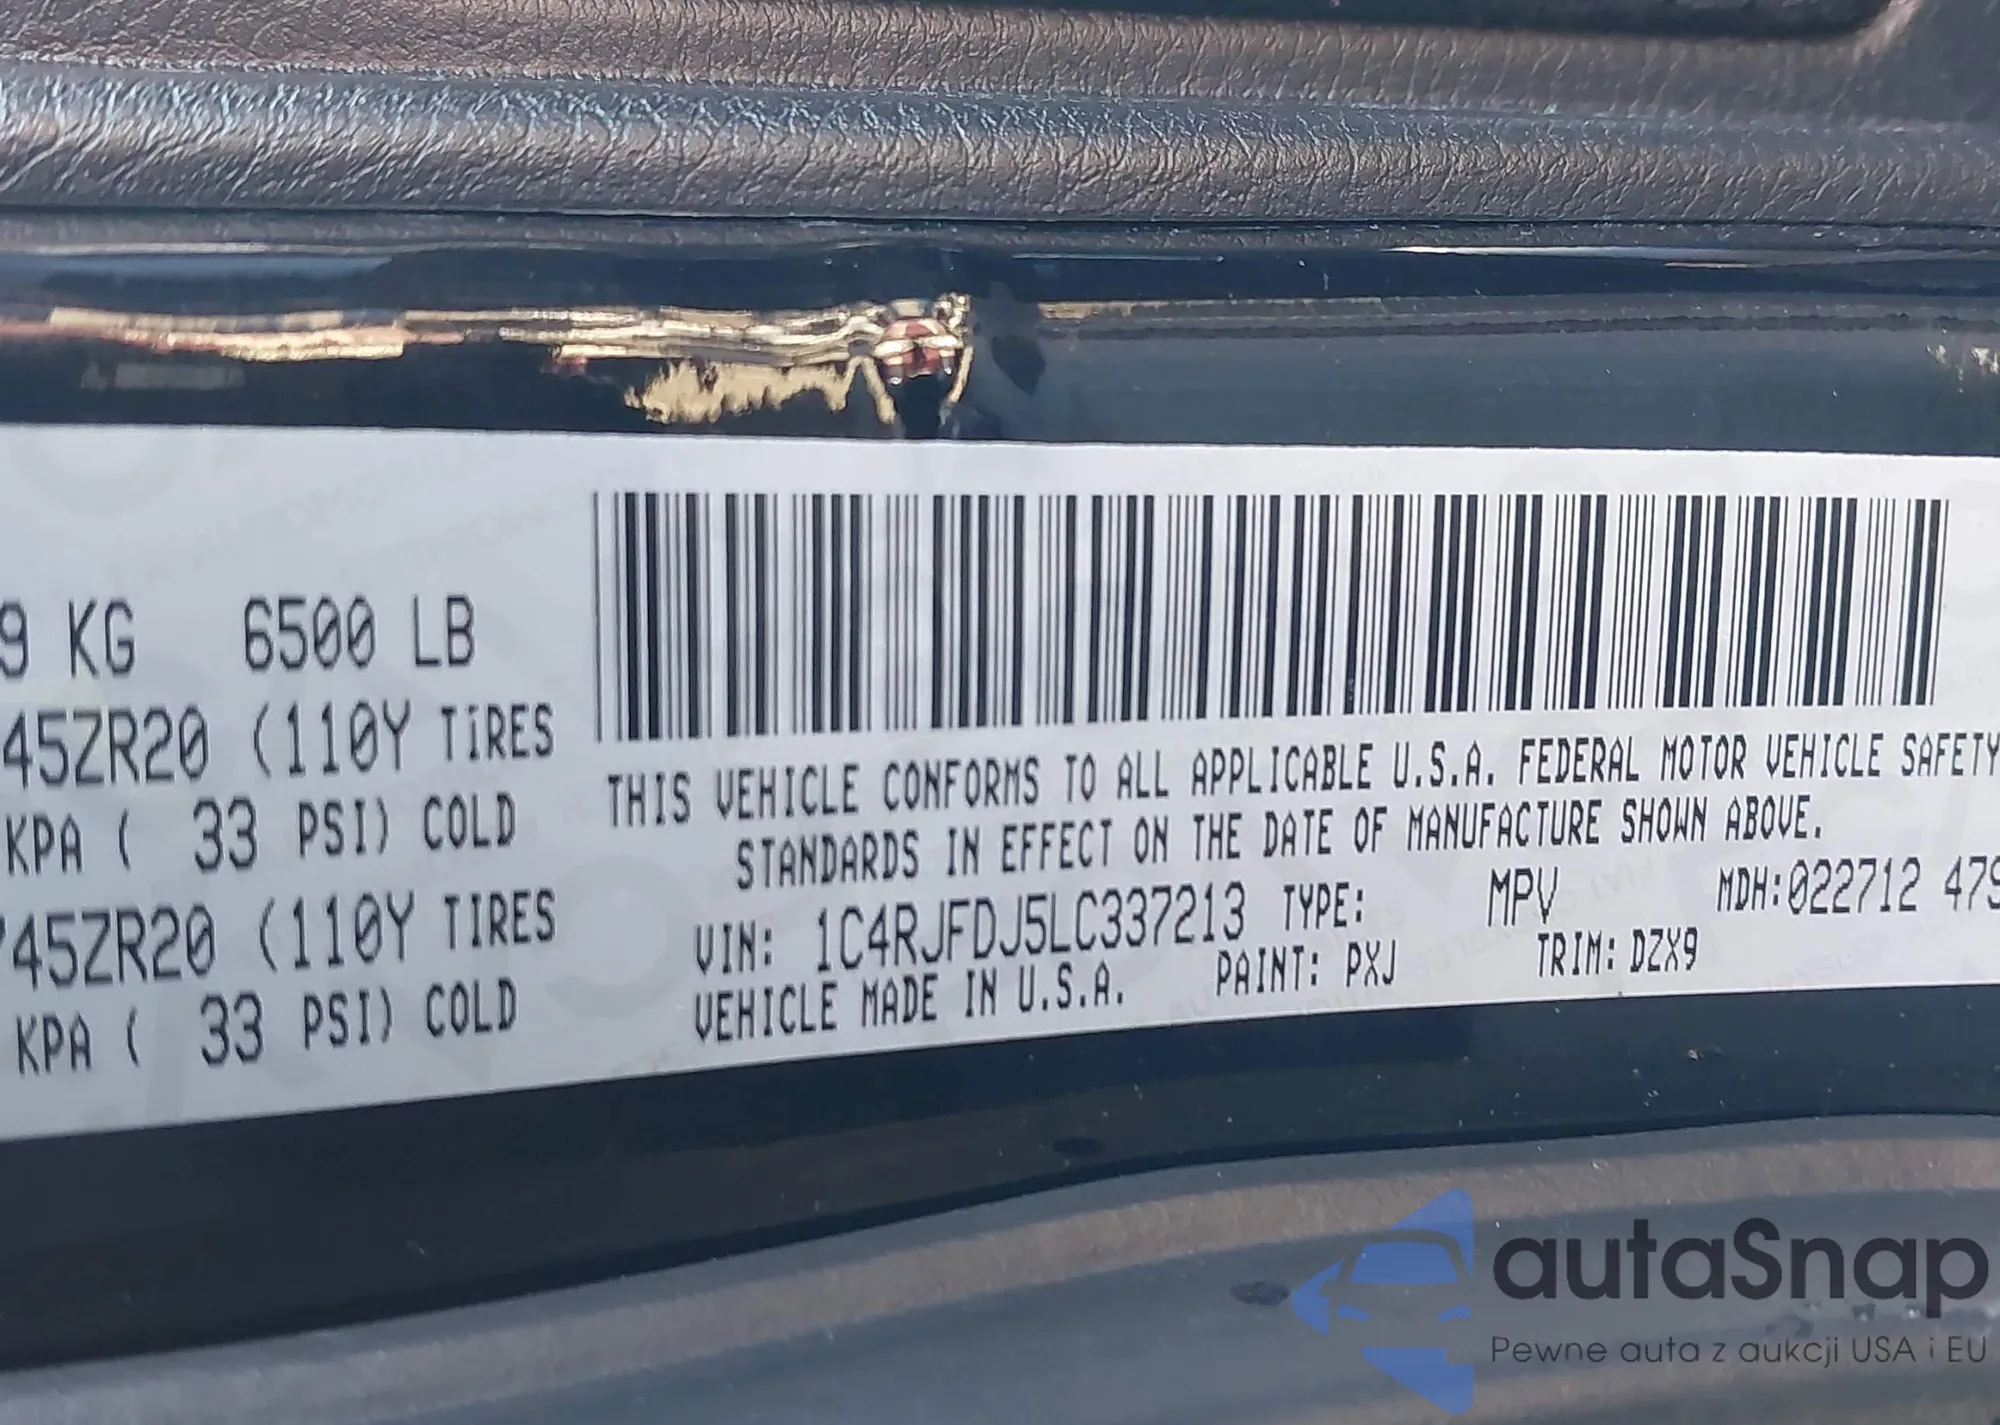 9 KG 6500 LB
45ZR20 (110Y TIRES
KPA ( 33 PSI) COLD
45ZR20 (110Y TIRES
KPA ( 33 PSI) COLD
THIS VEHICLE CONFORMS TO ALL APPLICABLE U.S.A. FEDERAL MOTOR VEHICLE SAFETY
STANDARDS IN EFFECT ON THE DATE OF MANUFACTURE SHOWN ABOVE.
VIN: 1C4RJFDJ5LC337213 TYPE: MPV MDH:022712 479
VEHICLE MADE IN U.S.A. PAINT: PXJ TRIM: DZX9
autaSnap
Pewne auta z aukcji USA i EU